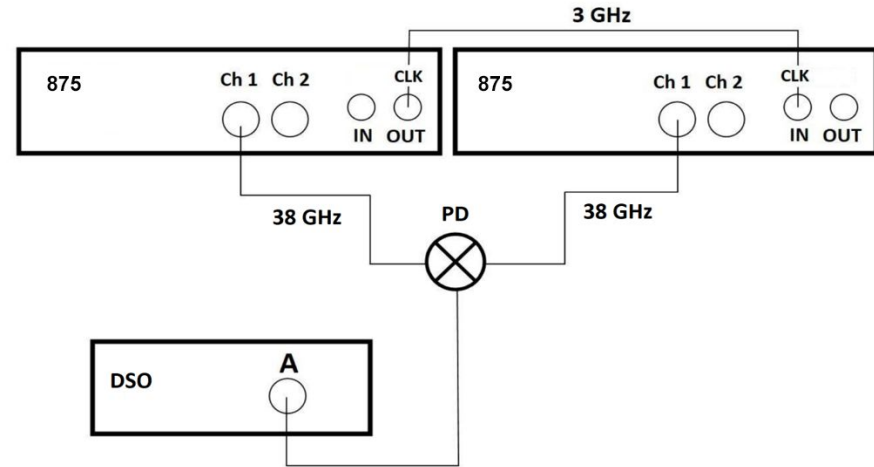 3 GHz
875
Ch 1
Ch 2
CLK
IN
OUT
875
Ch 1
Ch 2
CLK
IN
OUT
38 GHz
PD
38 GHz
DSO
A